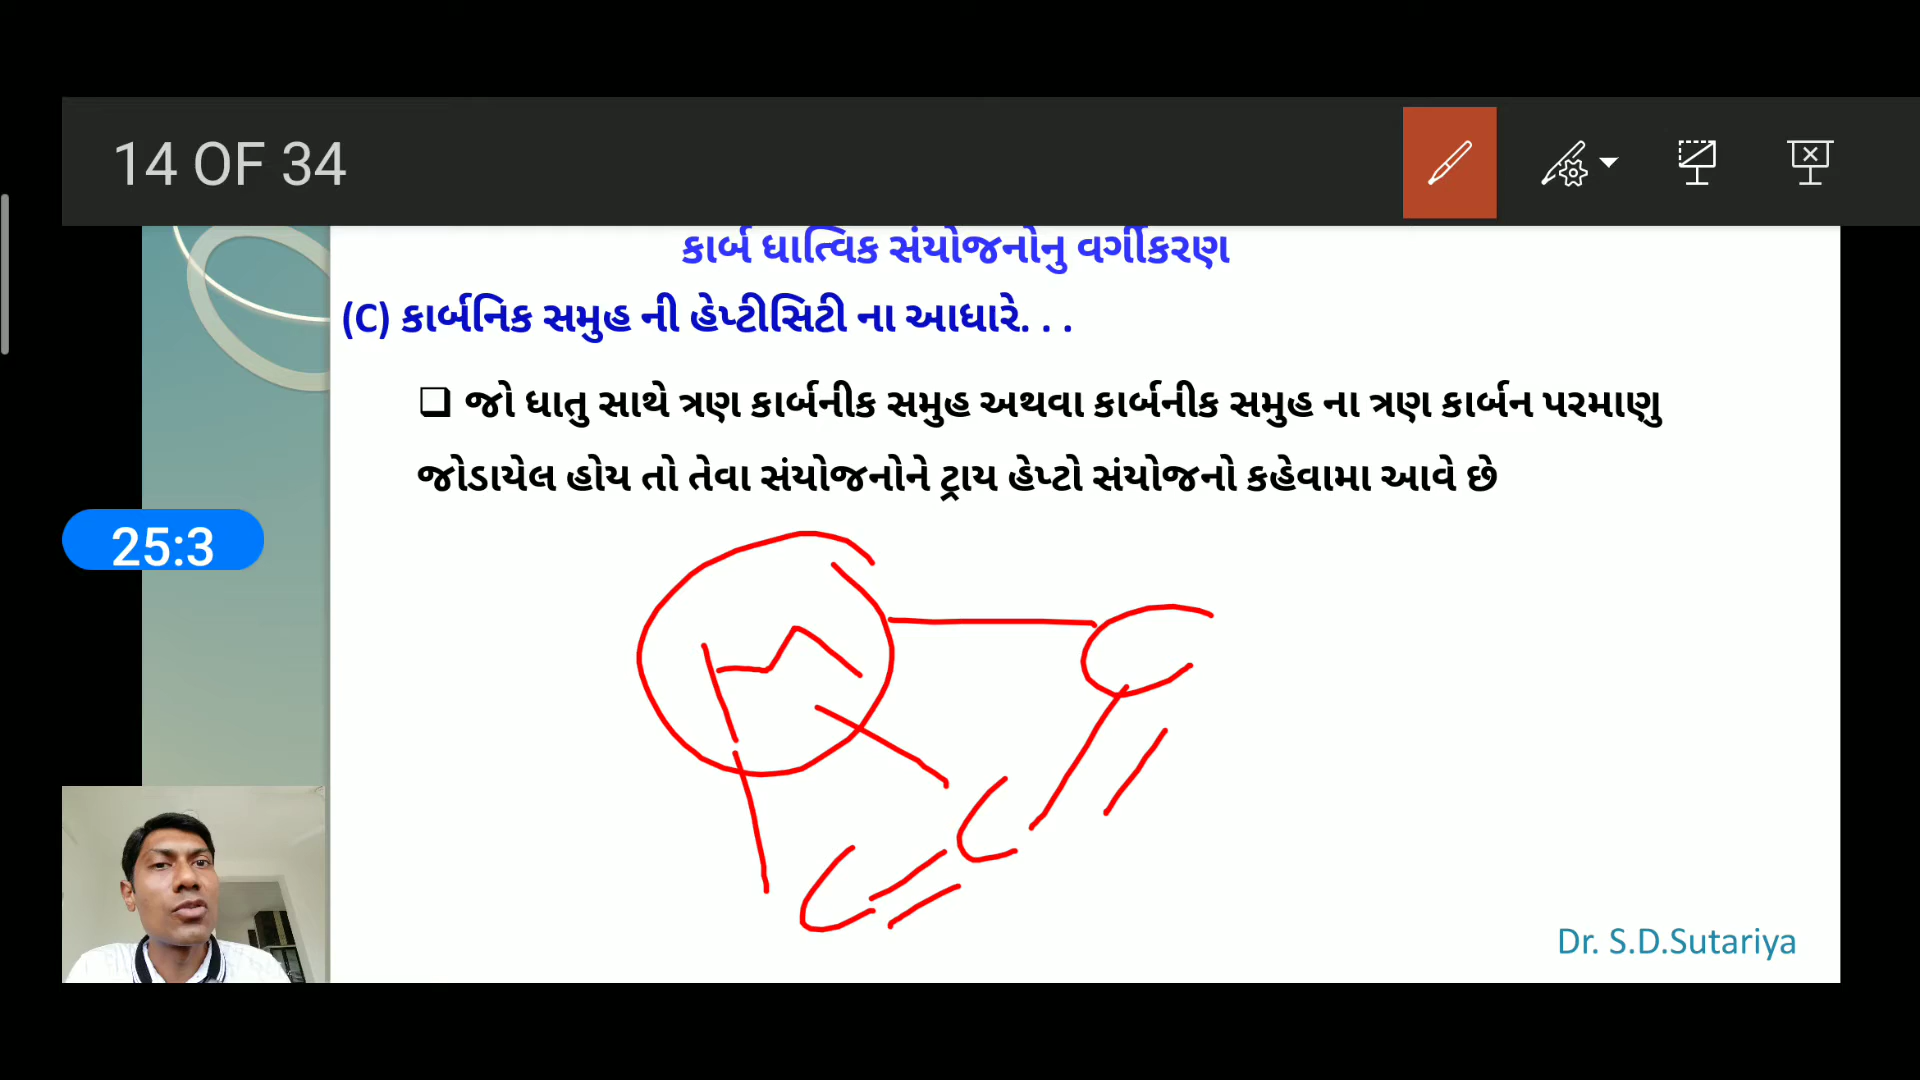 14 OF 34
કાર્બ ધાત્વિક સંયોજનોનુ વર્ગીકરણ
(C) કાર્બનિક સમુહ ની હેપ્ટીસિટી ના આધારે. . .
❑ જો ધાતુ સાથે ત્રણ કાર્બનીક સમુહ અથવા કાર્બનીક સમુહ ના ત્રણ કાર્બન પરમાણુ
જોડાયેલ હોય તો તેવા સંયોજનોને ટ્રાય હેપ્ટો સંયોજનો કહેવામા આવે છે
25:3
M
C
C
C
Dr. S.D.Sutariya